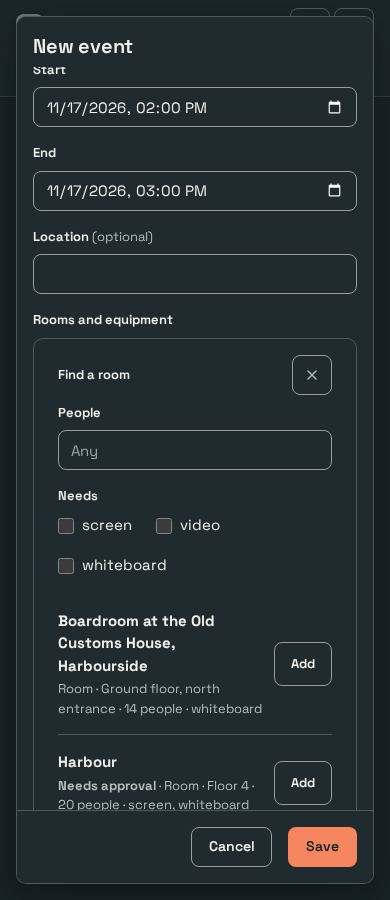 New event
Start
11/17/2026, 02:00 PM
End
11/17/2026, 03:00 PM
Location (optional)
Rooms and equipment
Find a room
People
Any
Needs
screen
video
whiteboard
Boardroom at the Old
Customs House,
Harbourside
Room · Ground floor, north
entrance · 14 people · whiteboard
Add
Harbour
Needs approval · Room · Floor 4 ·
20 people · screen, whiteboard
Add
Cancel
Save